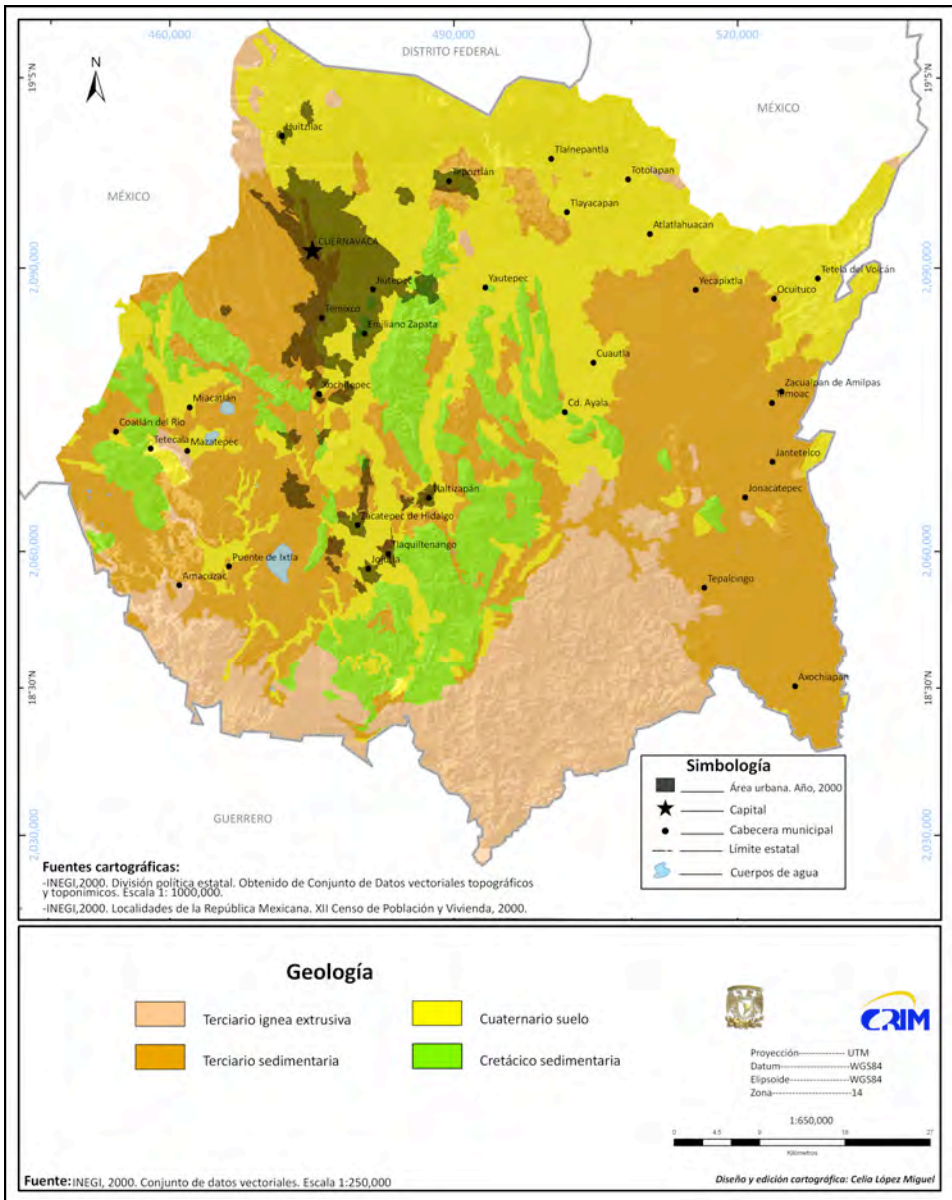 460,000
490,000
520,000
DISTRITO FEDERAL
19°5'N
19°5'N
N
MÉXICO
MÉXICO
Huitzilac
Tlalnepantla
Tepoztlán
Totolapan
Tlayacapan
Atlatlahuacan
CUERNAVACA
2,090,000
2,090,000
Tetela del Volcán
Jiutepec
Yautepec
Yecapixtla
Ocuituco
Temixco
Emiliano Zapata
Cuautla
Zacualpan de Amilpas
Temoac
Xochitepec
Miacatlán
Cd. Ayala.
Coatlán del Río
Tetecala
Mazatepec
Jantetelco
Tlaltizapán
Jonacatepec
Zacatepec de Hidalgo
Tlaquiltenango
2,060,000
2,060,000
Puente de Ixtla
Jojutla
Amacuzac
Tepalcingo
18°30'N
18°30'N
Axochiapan
GUERRERO
2,030,000
2,030,000
Simbología
Área urbana. Año, 2000
Capital
Cabecera municipal
Límite estatal
Cuerpos de agua
Fuentes cartográficas:
-INEGI,2000. División política estatal. Obtenido de Conjunto de Datos vectoriales topográficos
y toponímicos. Escala 1: 1000,000.
-INEGI,2000. Localidades de la República Mexicana. XII Censo de Población y Vivienda, 2000.
Geología
Terciario ignea extrusiva
Cuaternario suelo
Terciario sedimentaria
Cretácico sedimentaria
CRIM
Proyección------------ UTM
Datum------------------WGS84
Elipsoide---------------WGS84
Zona--------------------14
1:650,000
0 4.5 9 18 27
Kilómetros
Fuente: INEGI, 2000. Conjunto de datos vectoriales. Escala 1:250,000
Diseño y edición cartográfica: Celia López Miguel